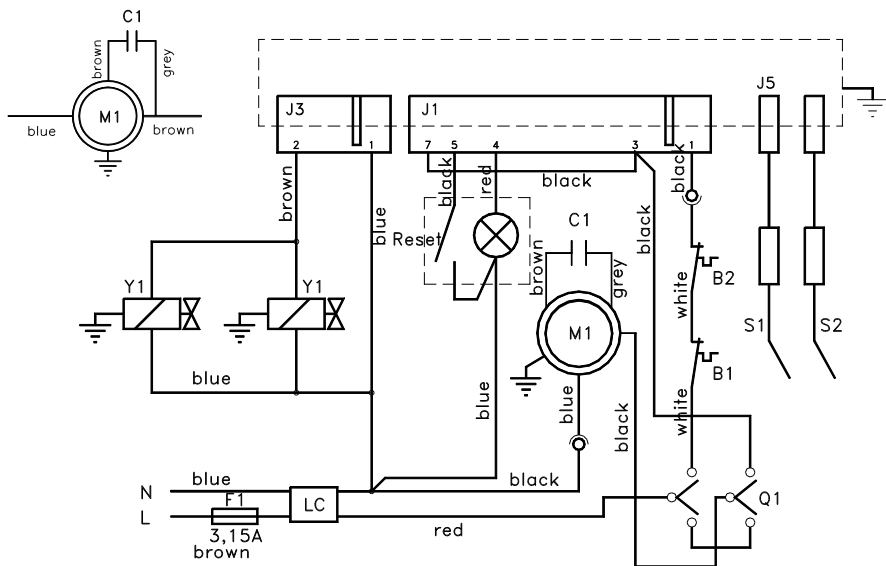 C1
brown
grey
M1
blue
brown
J3
J1
J5
2
1
7
5
4
3
1
brown
blue
black
red
black
black
black
Reset
C1
brown
grey
M1
white
B2
Y1
Y1
S1
S2
white
B1
blue
blue
blue
black
N
blue
black
F1
LC
Q1
L
3,15A
red
brown